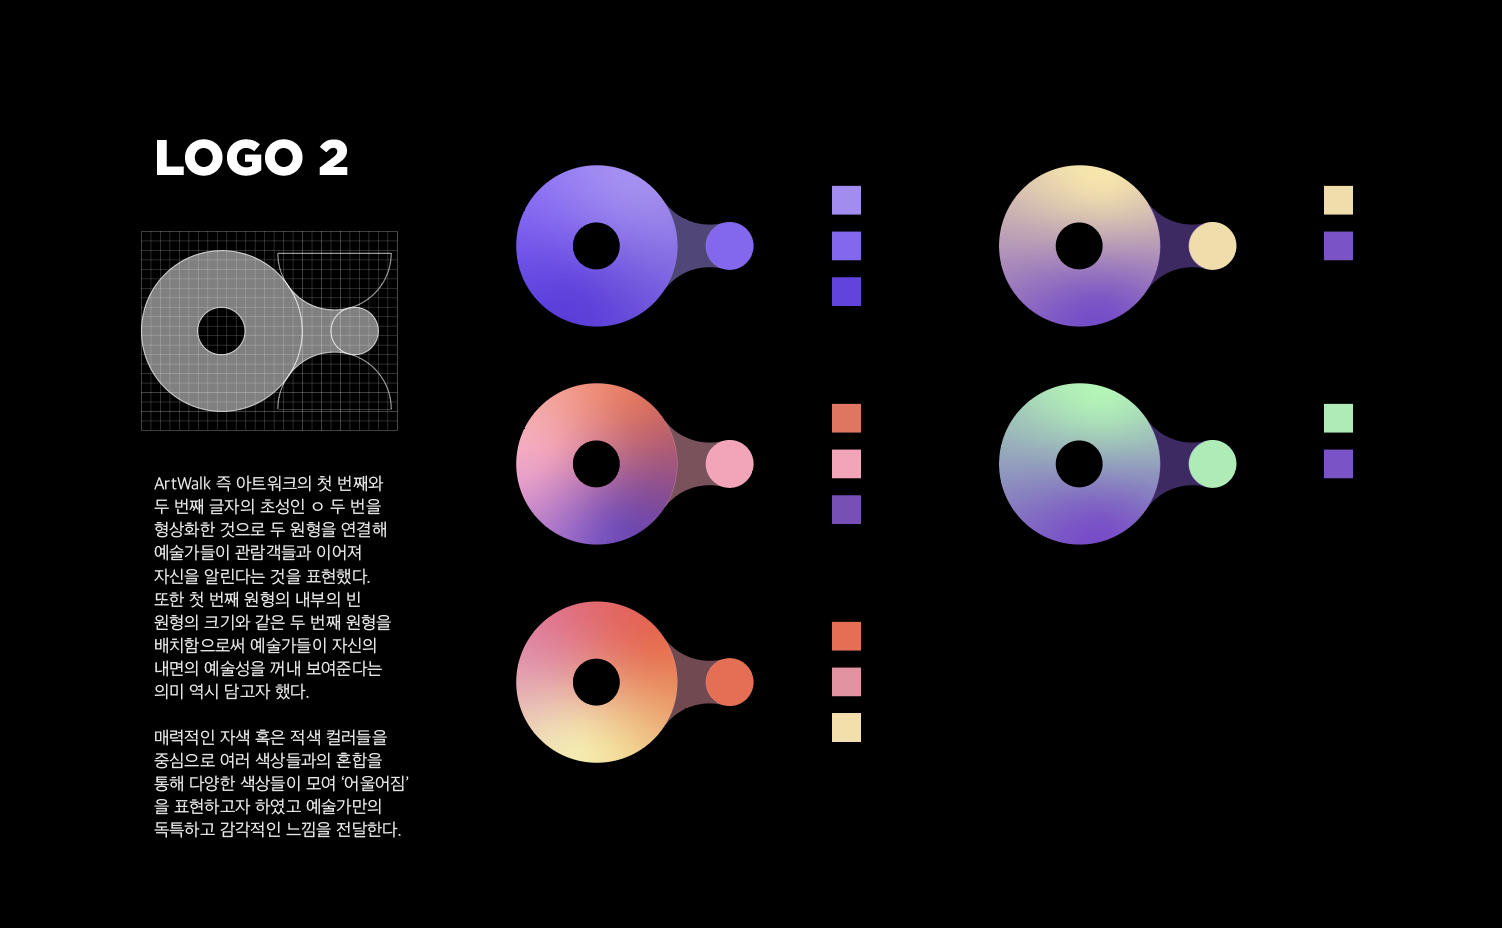 LOGO 2
ArtWalk 즉 아트워크의 첫 번째와
두 번째 글자의 초성인 ㅇ 두 번을
형상화한 것으로 두 원형을 연결해
예술가들이 관람객들과 이어져
자신을 알린다는 것을 표현했다.
또한 첫 번째 원형의 내부의 빈
원형의 크기와 같은 두 번째 원형을
배치함으로써 예술가들이 자신의
내면의 예술성을 꺼내 보여준다는
의미 역시 담고자 했다.
매력적인 자색 혹은 적색 컬러들을
중심으로 여러 색상들과의 혼합을
통해 다양한 색상들이 모여 ‘어울어짐’
을 표현하고자 하였고 예술가만의
독특하고 감각적인 느낌을 전달한다.